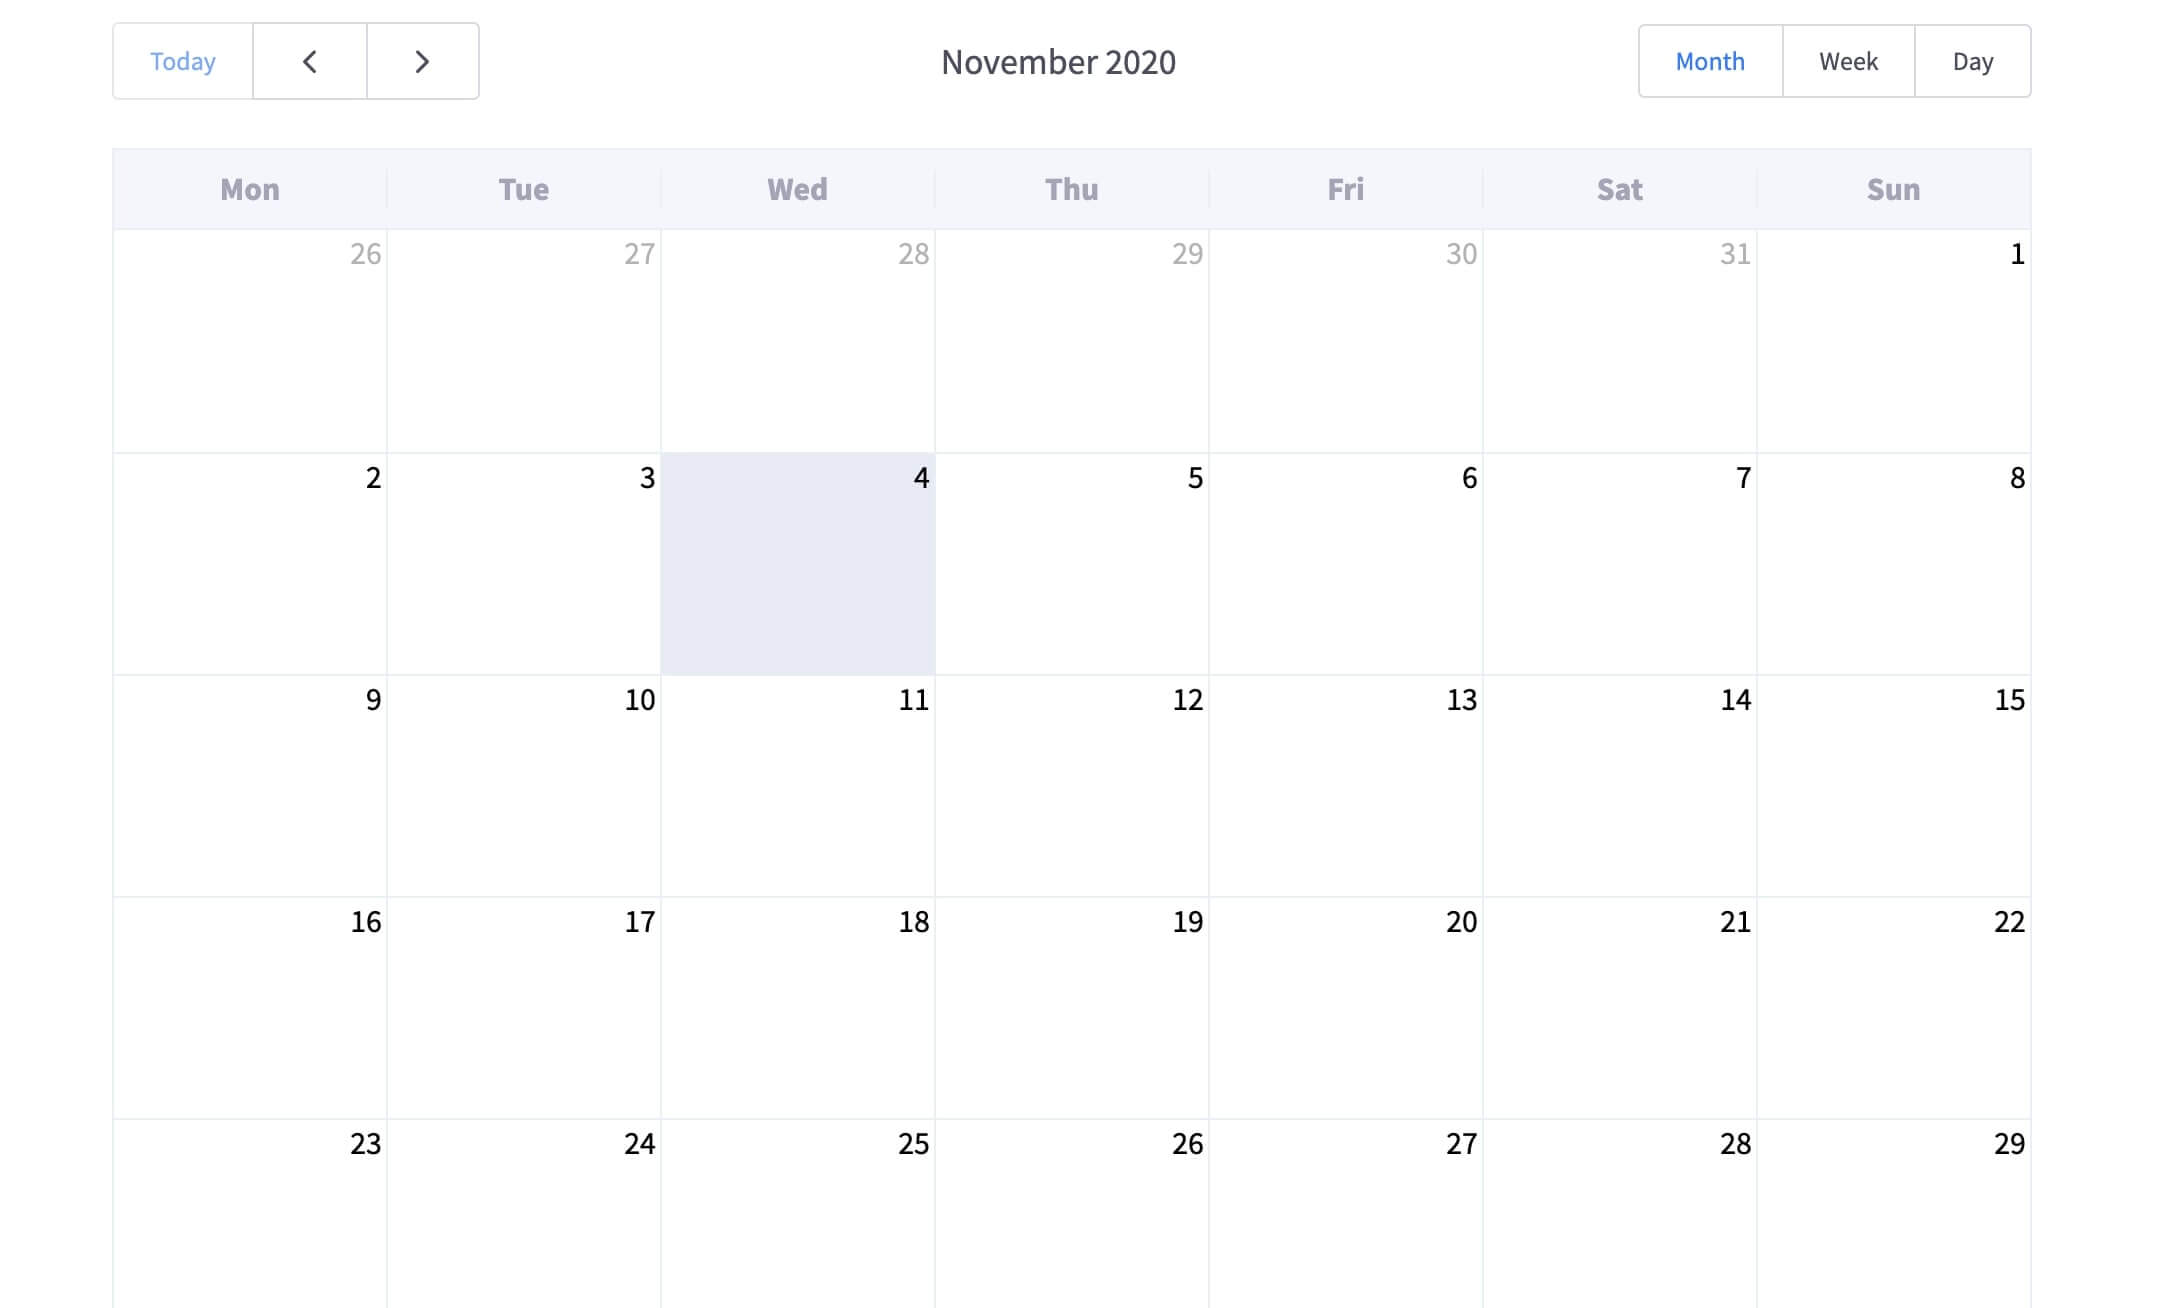 Today November 2020 Month Week Day
Mon Tue Wed Thu Fri Sat Sun
26 27 28 29 30 31 1
2 3 4 5 6 7 8
9 10 11 12 13 14 15
16 17 18 19 20 21 22
23 24 25 26 27 28 29